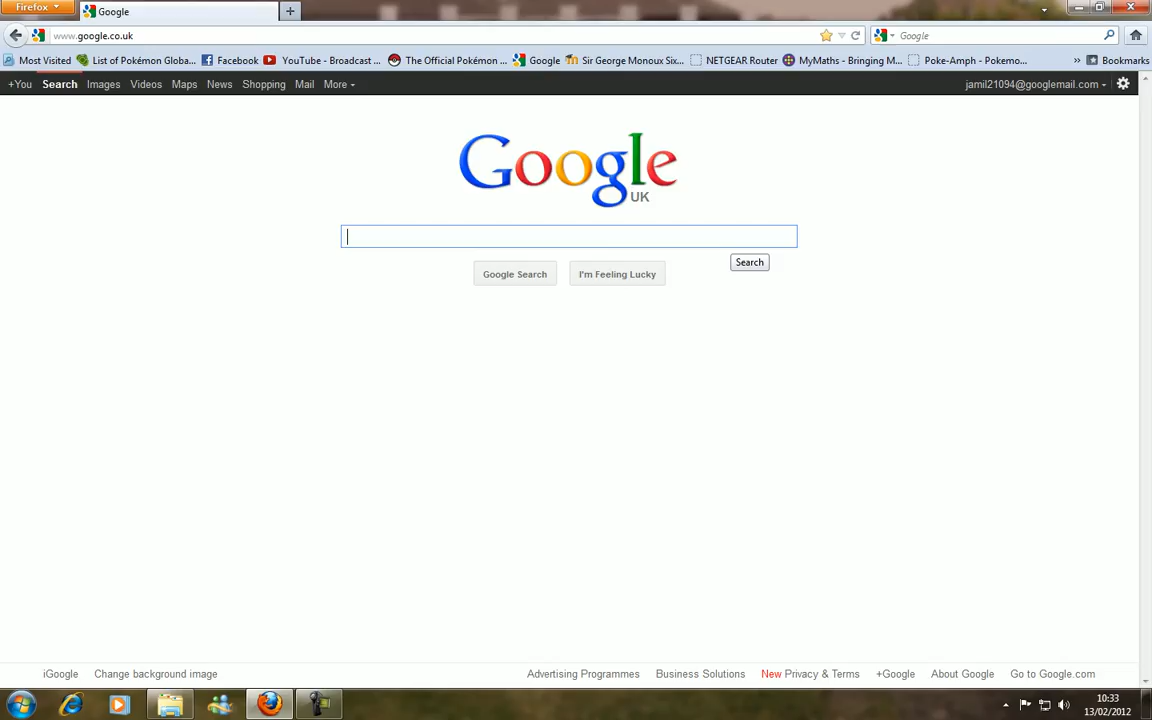 Firefox
Google
www.google.co.uk
Google
Most Visited
List of Pokémon Globa...
Facebook
YouTube - Broadcast ...
The Official Pokémon ...
Google
Sir George Monoux Six...
NETGEAR Router
MyMaths - Bringing M...
Poke-Amph - Pokemo...
»
Bookmarks
+You Search Images Videos Maps News Shopping Mail More
jamil21094@googlemail.com
Google
UK
Search
Google Search
I'm Feeling Lucky
iGoogle Change background image
Advertising Programmes Business Solutions New Privacy & Terms +Google About Google Go to Google.com
10:33
13/02/2012